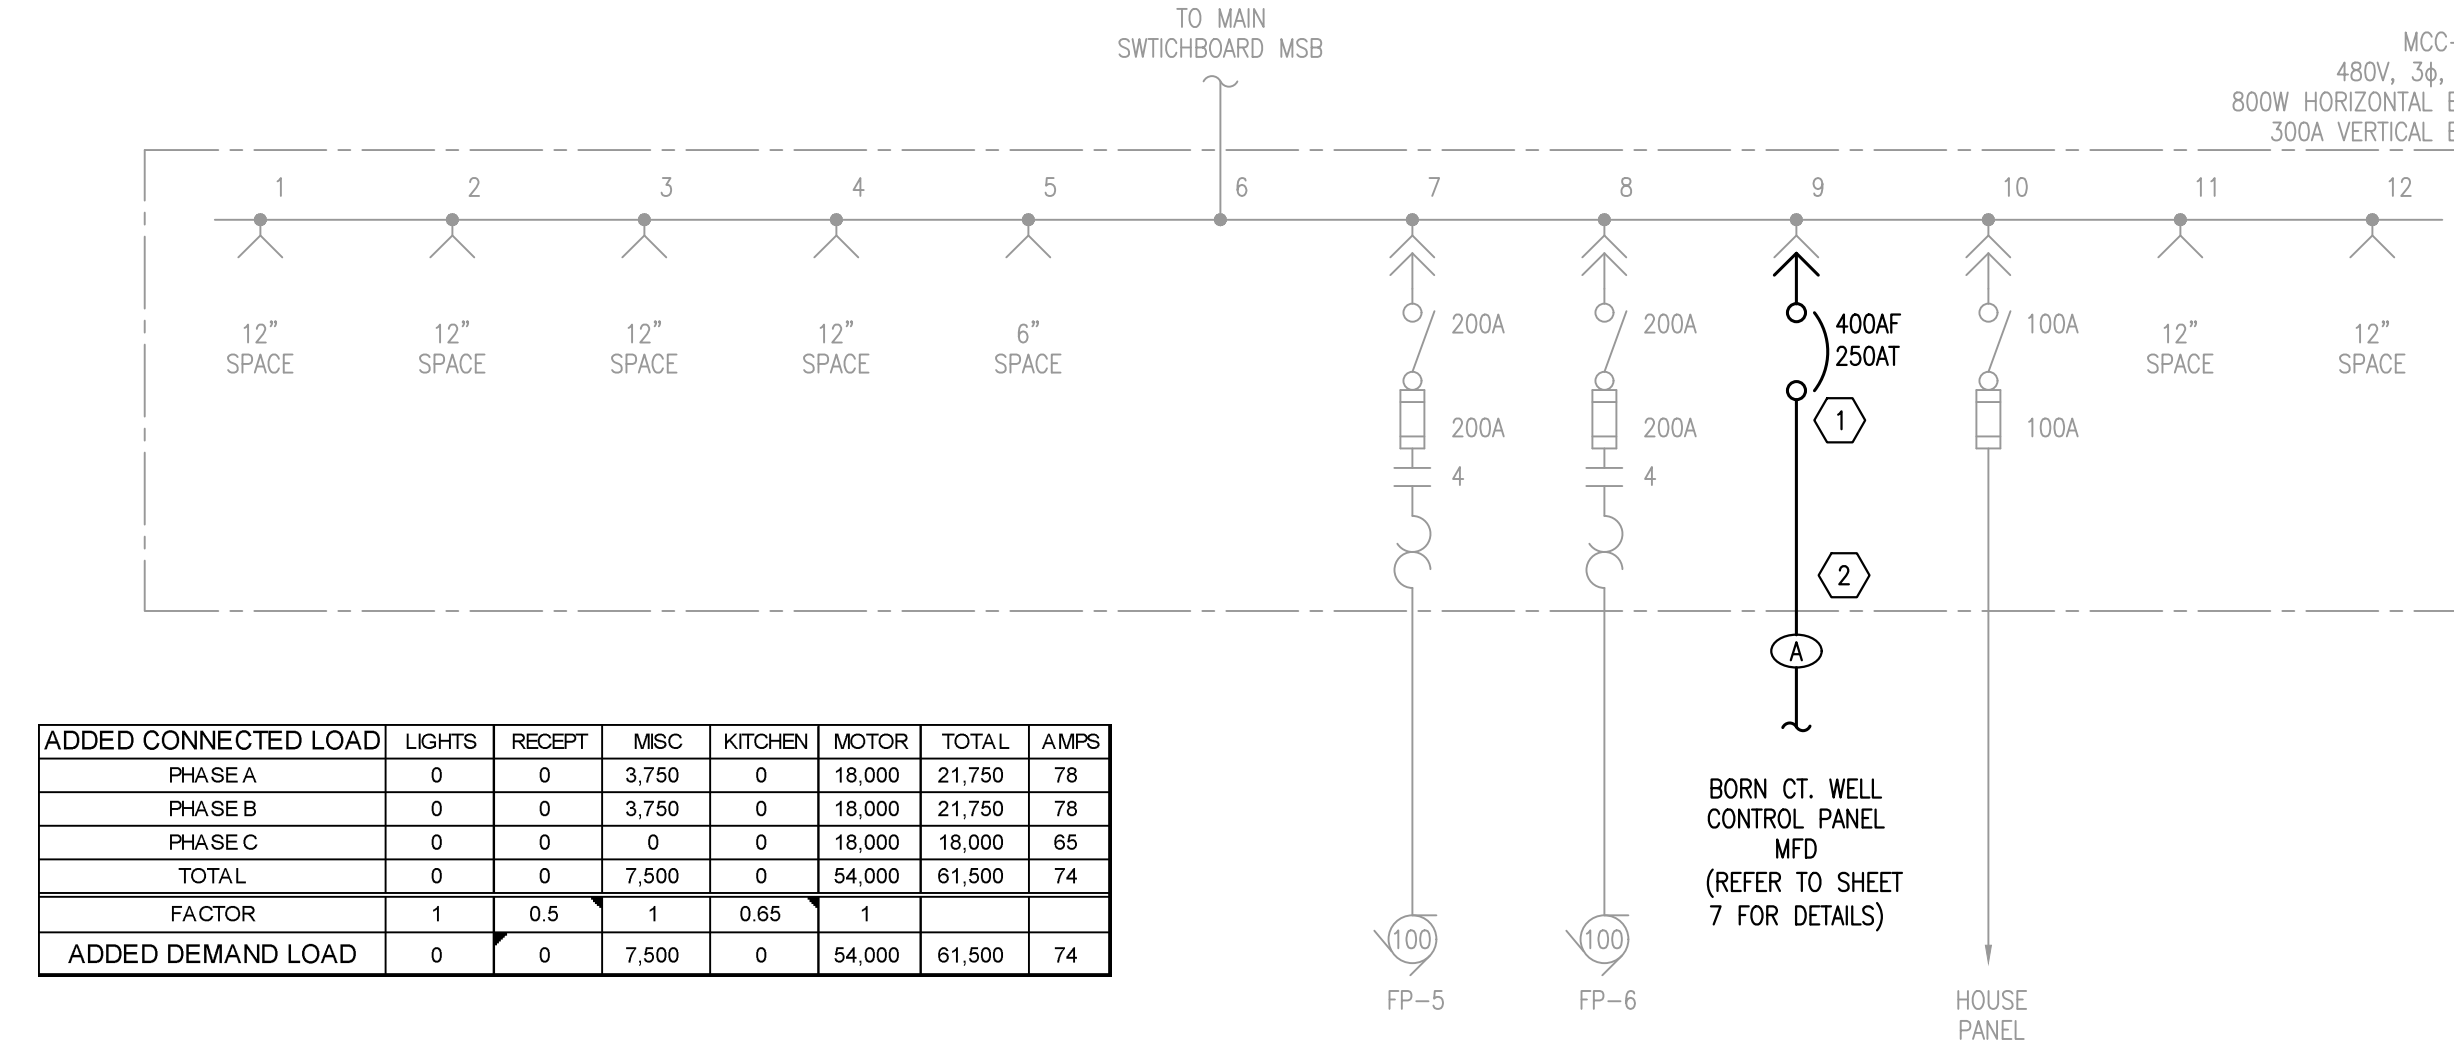 TO MAIN
SWTICHBOARD MSB
MCC-
480V, 3ϕ,
800W HORIZONTAL
300A VERTICAL
1 2 3 4 5 6 7 8 9 10 11 12
12” SPACE
12” SPACE
12” SPACE
12” SPACE
6” SPACE
200A
200A
4
200A
200A
4
400AF
250AT
1
2
A
100A
100A
12” SPACE
12” SPACE
BORN CT. WELL
CONTROL PANEL
MFD
(REFER TO SHEET
7 FOR DETAILS)
100
FP-5
100
FP-6
HOUSE
PANEL
ADDED CONNECTED LOAD LIGHTS RECEPT MISC KITCHEN MOTOR TOTAL AMPS
PHASE A 0 0 3,750 0 18,000 21,750 78
PHASE B 0 0 3,750 0 18,000 21,750 78
PHASE C 0 0 0 0 18,000 18,000 65
TOTAL 0 0 7,500 0 54,000 61,500 74
FACTOR 1 0.5 1 0.65 1
ADDED DEMAND LOAD 0 0 7,500 0 54,000 61,500 74